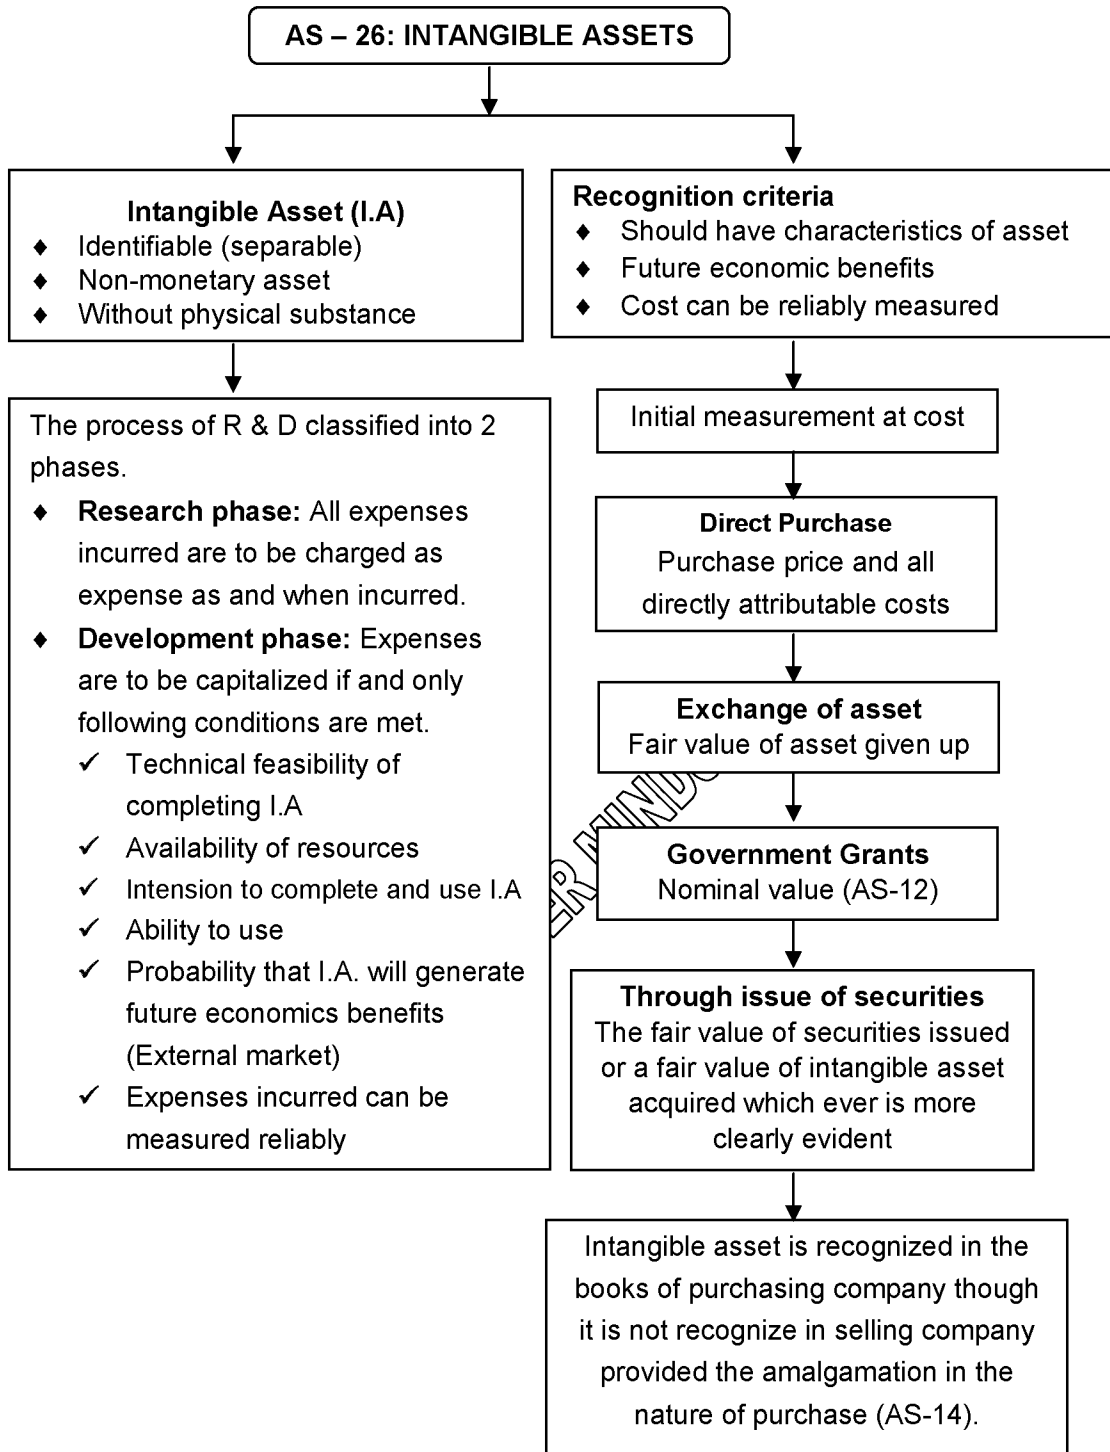 AS – 26: INTANGIBLE ASSETS
Intangible Asset (I.A)
♦ Identifiable (separable)
♦ Non-monetary asset
♦ Without physical substance
The process of R & D classified into 2
phases.
♦ Research phase: All expenses
incurred are to be charged as
expense as and when incurred.
♦ Development phase: Expenses
are to be capitalized if and only
following conditions are met.
✓ Technical feasibility of
completing I.A
✓ Availability of resources
✓ Intension to complete and use I.A
✓ Ability to use
✓ Probability that I.A. will generate
future economics benefits
(External market)
✓ Expenses incurred can be
measured reliably
Recognition criteria
♦ Should have characteristics of asset
♦ Future economic benefits
♦ Cost can be reliably measured
Initial measurement at cost
Direct Purchase
Purchase price and all
directly attributable costs
Exchange of asset
Fair value of asset given up
Government Grants
Nominal value (AS-12)
Through issue of securities
The fair value of securities issued
or a fair value of intangible asset
acquired which ever is more
clearly evident
Intangible asset is recognized in the
books of purchasing company though
it is not recognize in selling company
provided the amalgamation in the
nature of purchase (AS-14).